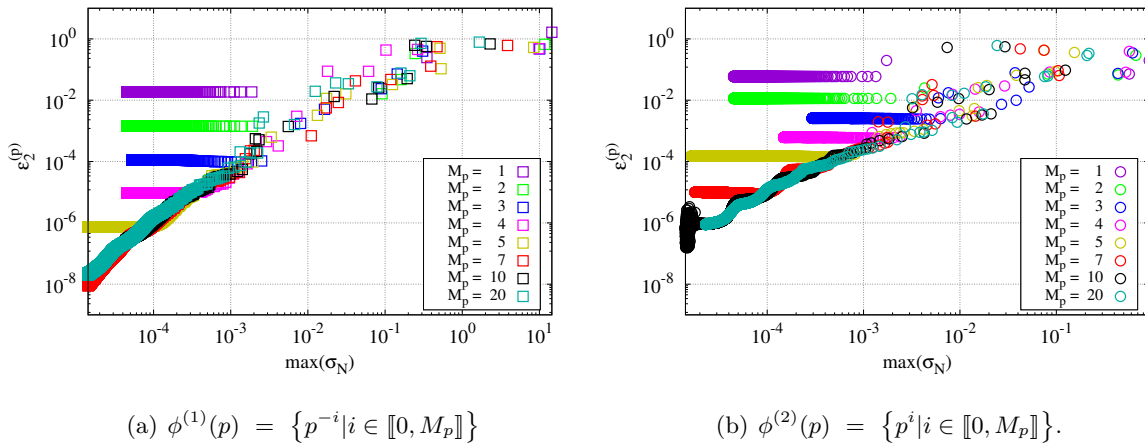 10^0
10^-2
10^-4
10^-6
10^-8
ε_2^(p)
M_p = 1
M_p = 2
M_p = 3
M_p = 4
M_p = 5
M_p = 7
M_p = 10
M_p = 20
10^-4 10^-3 10^-2 10^-1 10^0 10^1
max(σ_N)
(a) ϕ^(1)(p) = {p^-i|i ∈ ⟦0, M_p⟧}
10^0
10^-2
10^-4
10^-6
10^-8
ε_2^(p)
M_p = 1
M_p = 2
M_p = 3
M_p = 4
M_p = 5
M_p = 7
M_p = 10
M_p = 20
10^-4 10^-3 10^-2 10^-1
max(σ_N)
(b) ϕ^(2)(p) = {p^i|i ∈ ⟦0, M_p⟧}.